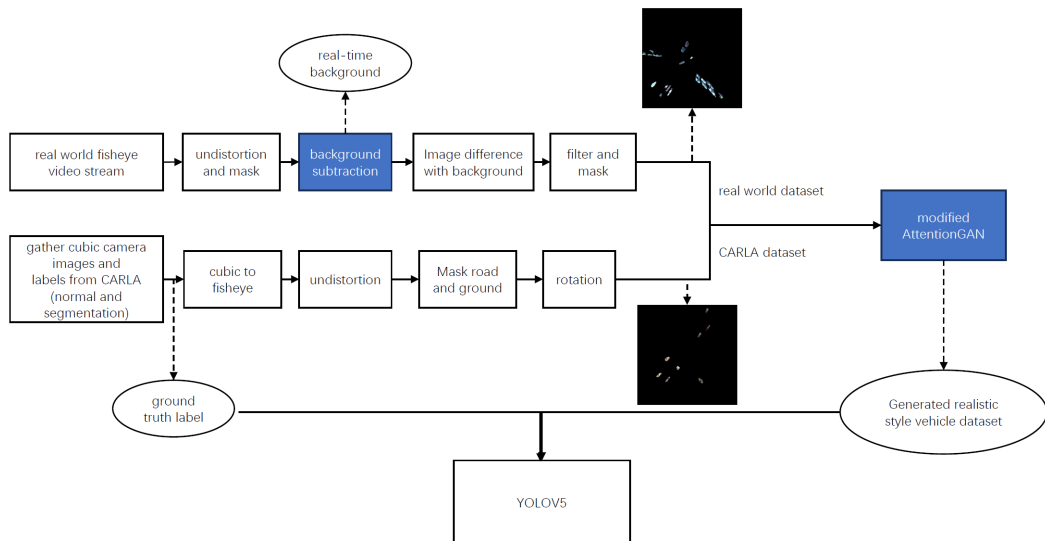 real-time
background
real world fisheye
video stream
undistortion
and mask
background
subtraction
Image difference
with background
filter and
mask
real world dataset
modified
AttentionGAN
CARLA dataset
gather cubic camera
images and
labels from CARLA
(normal and
segmentation)
cubic to
fisheye
undistortion
Mask road
and ground
rotation
ground
truth label
Generated realistic
style vehicle dataset
YOLOV5